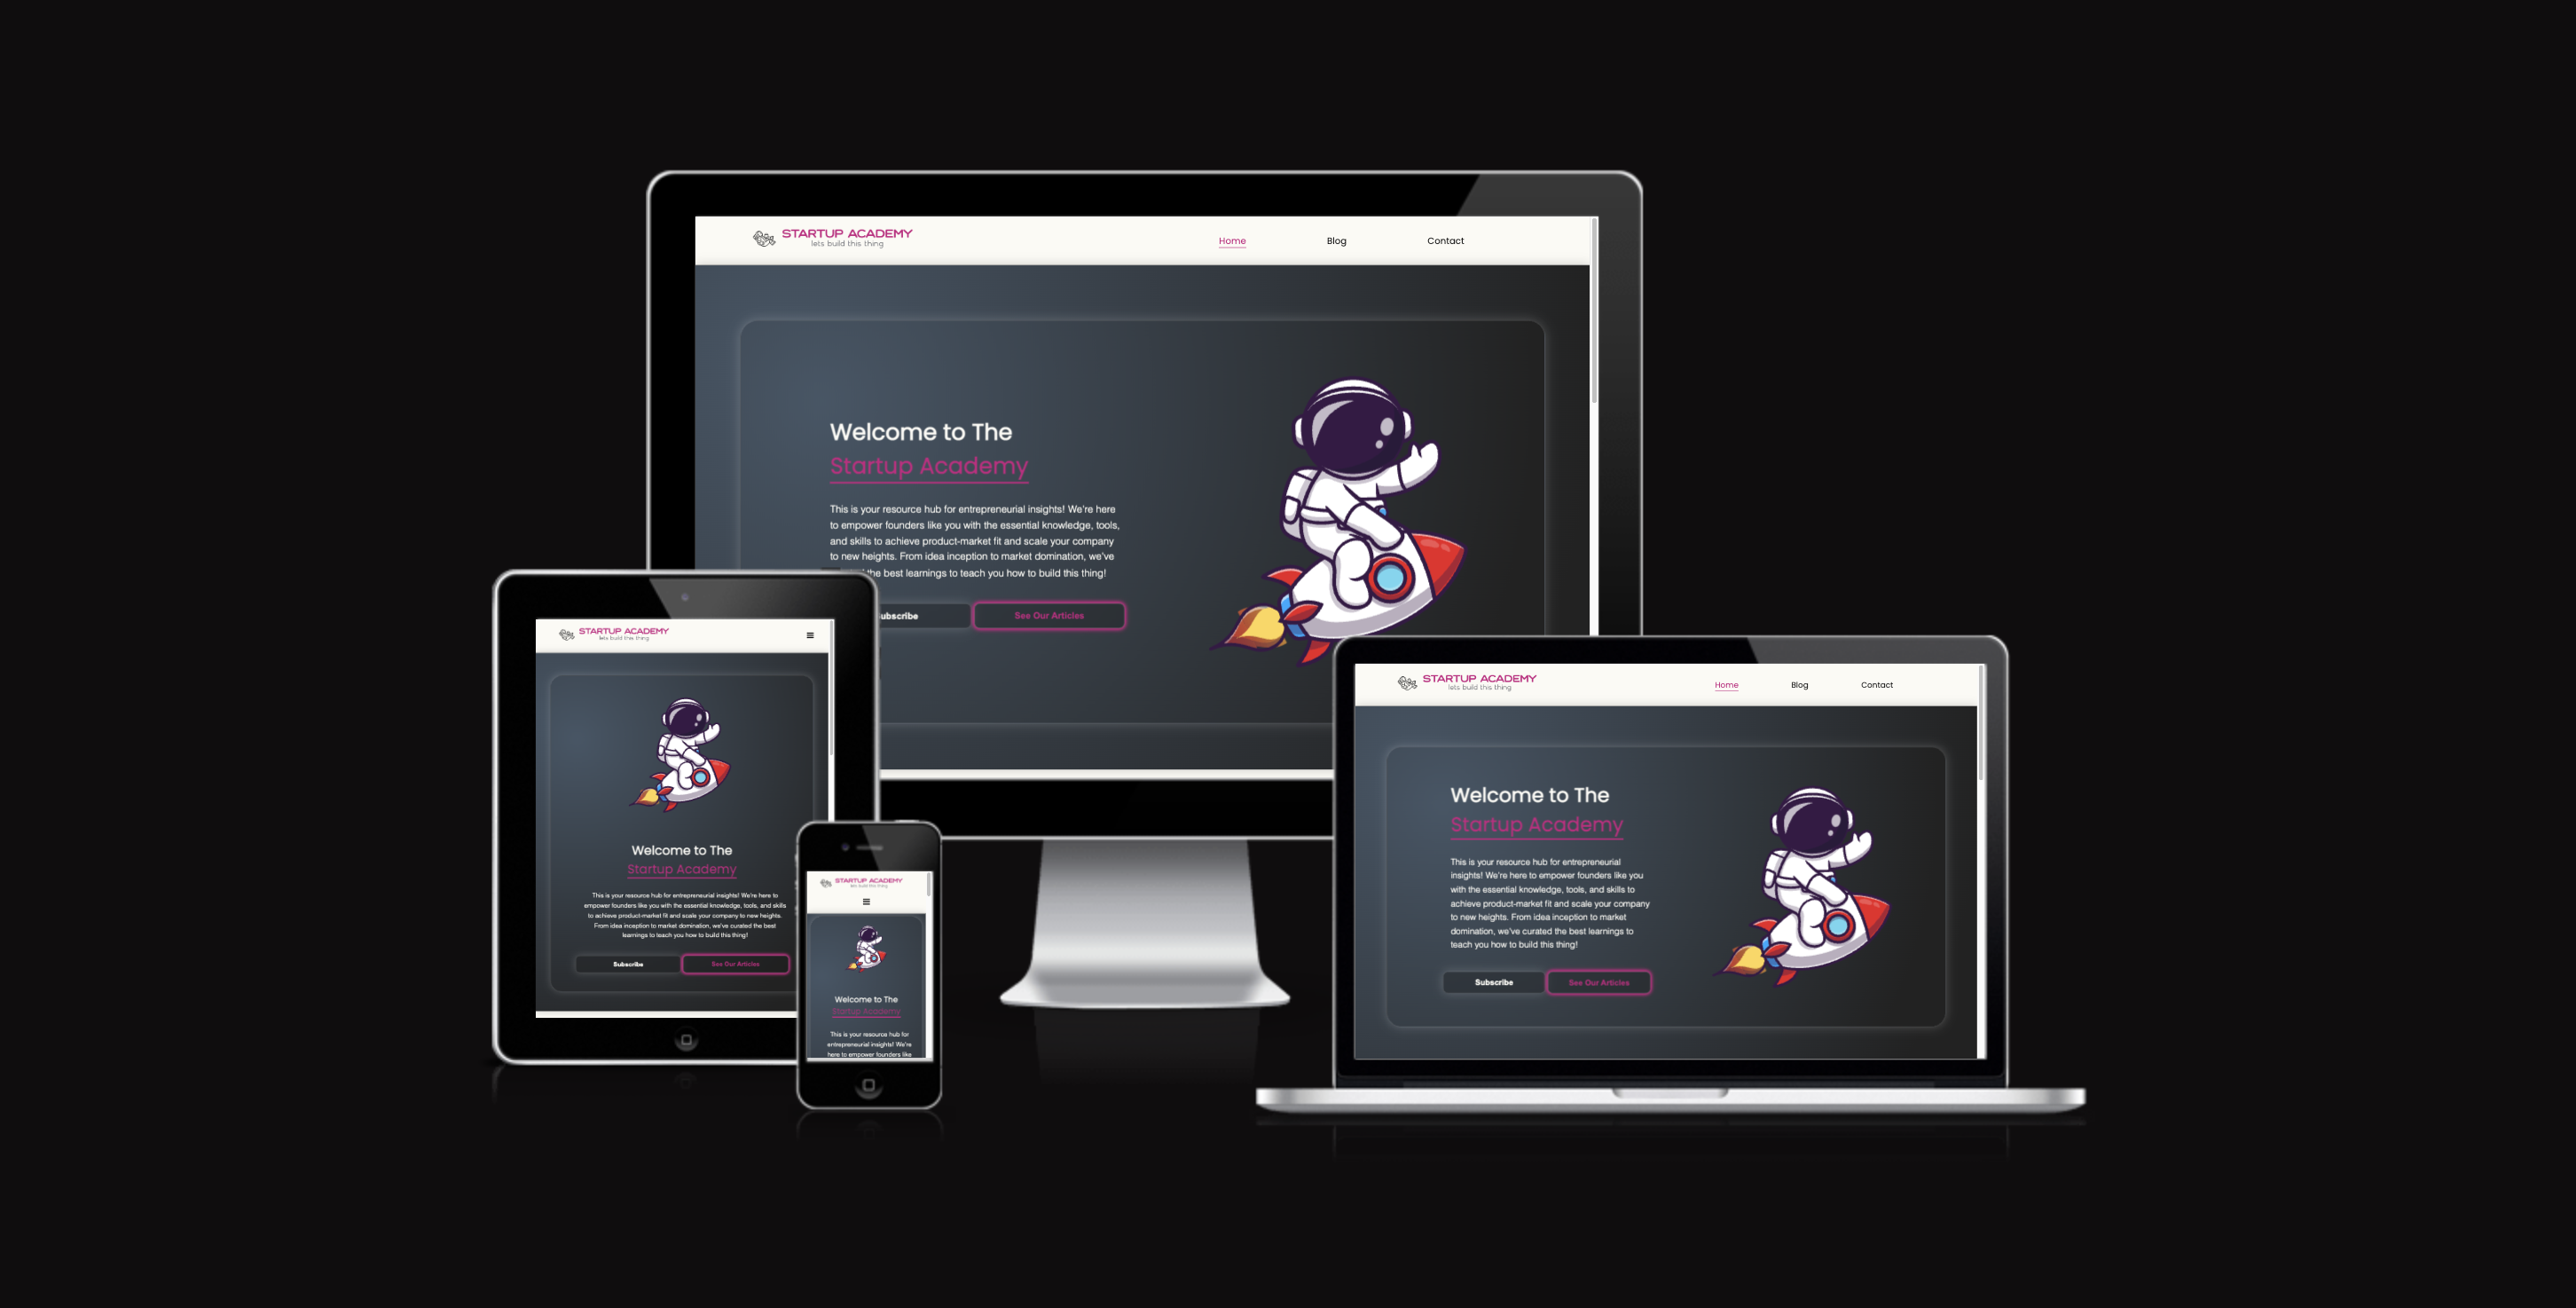 STARTUP ACADEMY
lets build this thing
Home
Blog
Contact
Welcome to The
Startup Academy
This is your resource hub for entrepreneurial insights! We're here
to empower founders like you with the essential knowledge, tools,
and skills to achieve product-market fit and scale your company
to new heights. From idea inception to market domination, we've
the best learnings to teach you how to build this thing!
ubscribe
See Our Articles
STARTUP ACADEMY
lets build this thing
Welcome to The
Startup Academy
This is your resource hub for entrepreneurial insights! We're here to
empower founders like you with the essential knowledge, tools, and skills
to achieve product-market fit and scale your company to new heights.
From idea inception to market domination, we've curated the best
learnings to teach you how to build this thing!
Subscribe
See Our Articles
STARTUP ACADEMY
lets build this thing
Welcome to The
Startup Academy
This is your resource hub for
entrepreneurial insights! We're
here to empower founders like
STARTUP ACADEMY
lets build this thing
Home
Blog
Contact
Welcome to The
Startup Academy
This is your resource hub for entrepreneurial
insights! We're here to empower founders like you
with the essential knowledge, tools, and skills to
achieve product-market fit and scale your company
to new heights. From idea inception to market
domination, we've curated the best learnings to
teach you how to build this thing!
Subscribe
See Our Articles